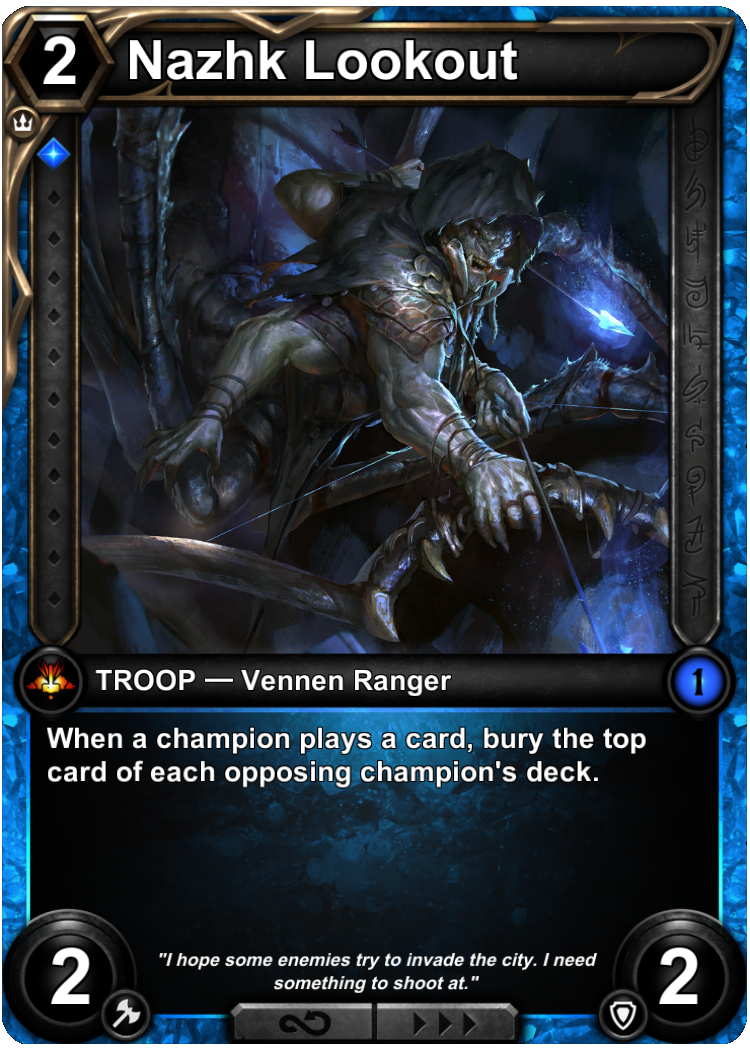 2 Nazhk Lookout
TROOP — Vennen Ranger 1
When a champion plays a card, bury the top
card of each opposing champion's deck.
"I hope some enemies try to invade the city. I need
something to shoot at."
2 2